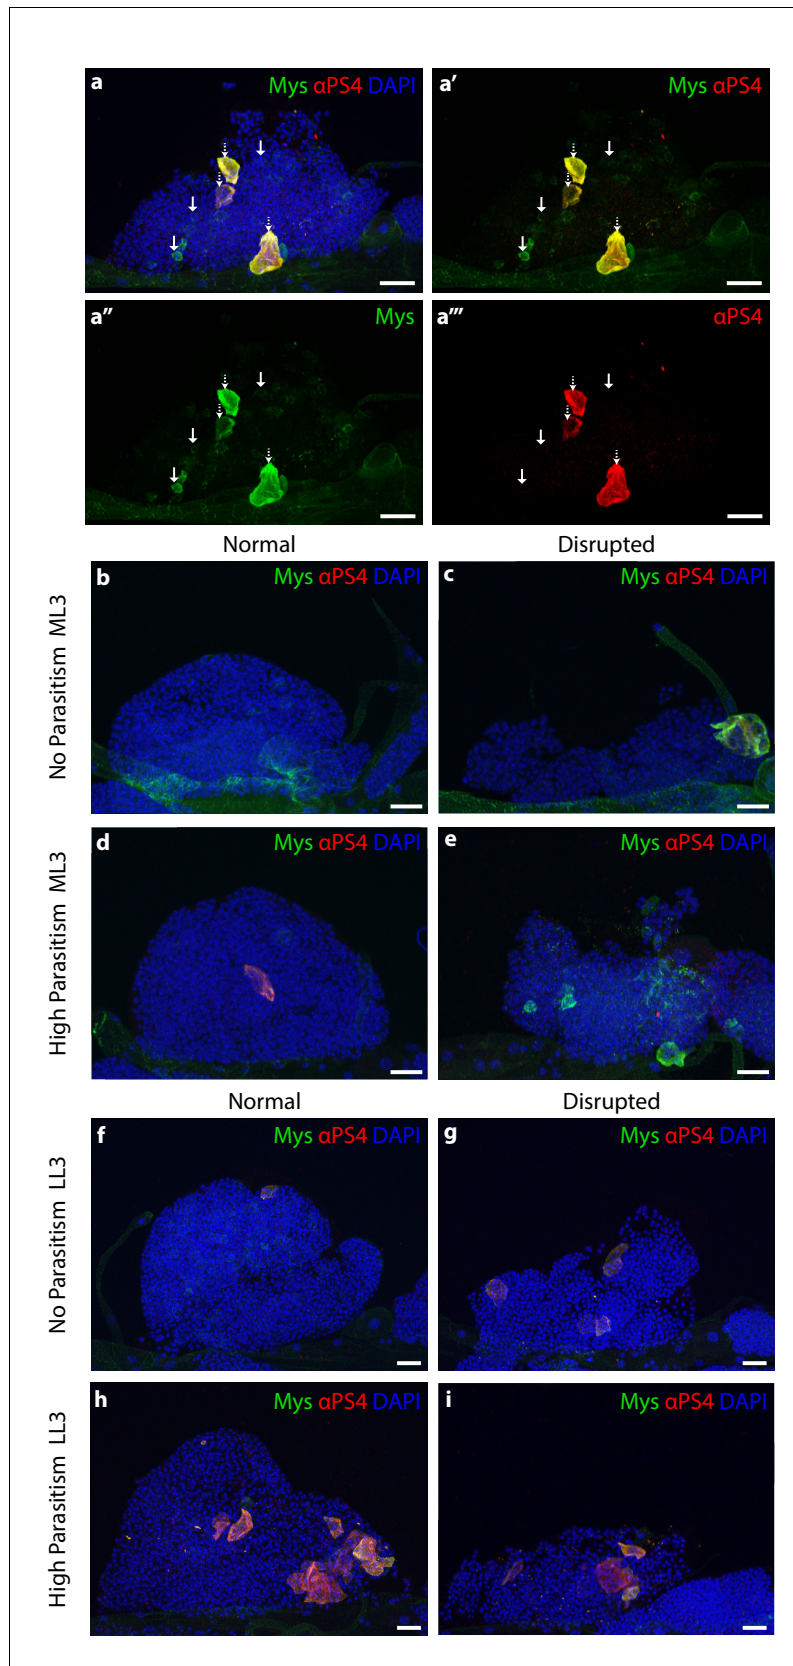 a Mys αPS4 DAPI
a′ Mys αPS4
a″ Mys
a‴ αPS4
Normal Disrupted
No Parasitism ML3
b Mys αPS4 DAPI
c Mys αPS4 DAPI
High Parasitism ML3
d Mys αPS4 DAPI
e Mys αPS4 DAPI
Normal Disrupted
No Parasitism LL3
f Mys αPS4 DAPI
g Mys αPS4 DAPI
High Parasitism LL3
h Mys αPS4 DAPI
i Mys αPS4 DAPI